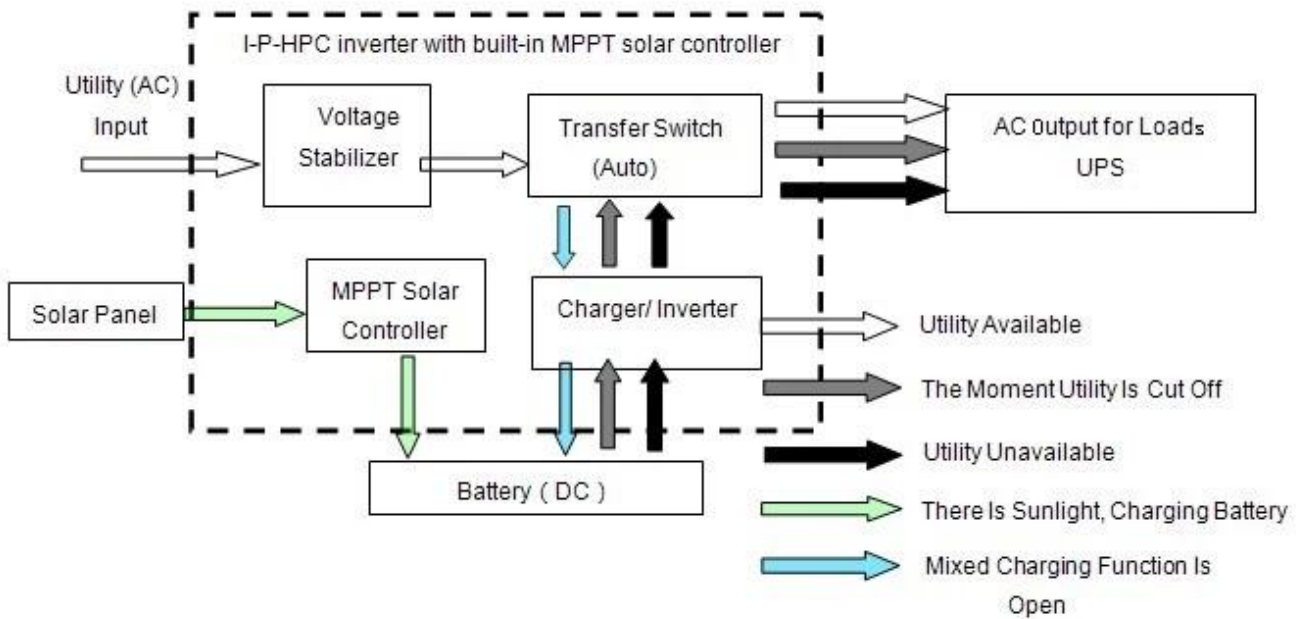 I-P-HPC inverter with built-in MPPT solar controller
Utility (AC)
Input
Voltage
Stabilizer
Transfer Switch
(Auto)
AC Output for Loads
UPS
Solar Panel
MPPT Solar
Controller
Charger/ Inverter
Battery ( DC )
Utility Available
The Moment Utility Is Cut Off
Utility Unavailable
There Is Sunlight, Charging Battery
Mixed Charging Function Is
Open